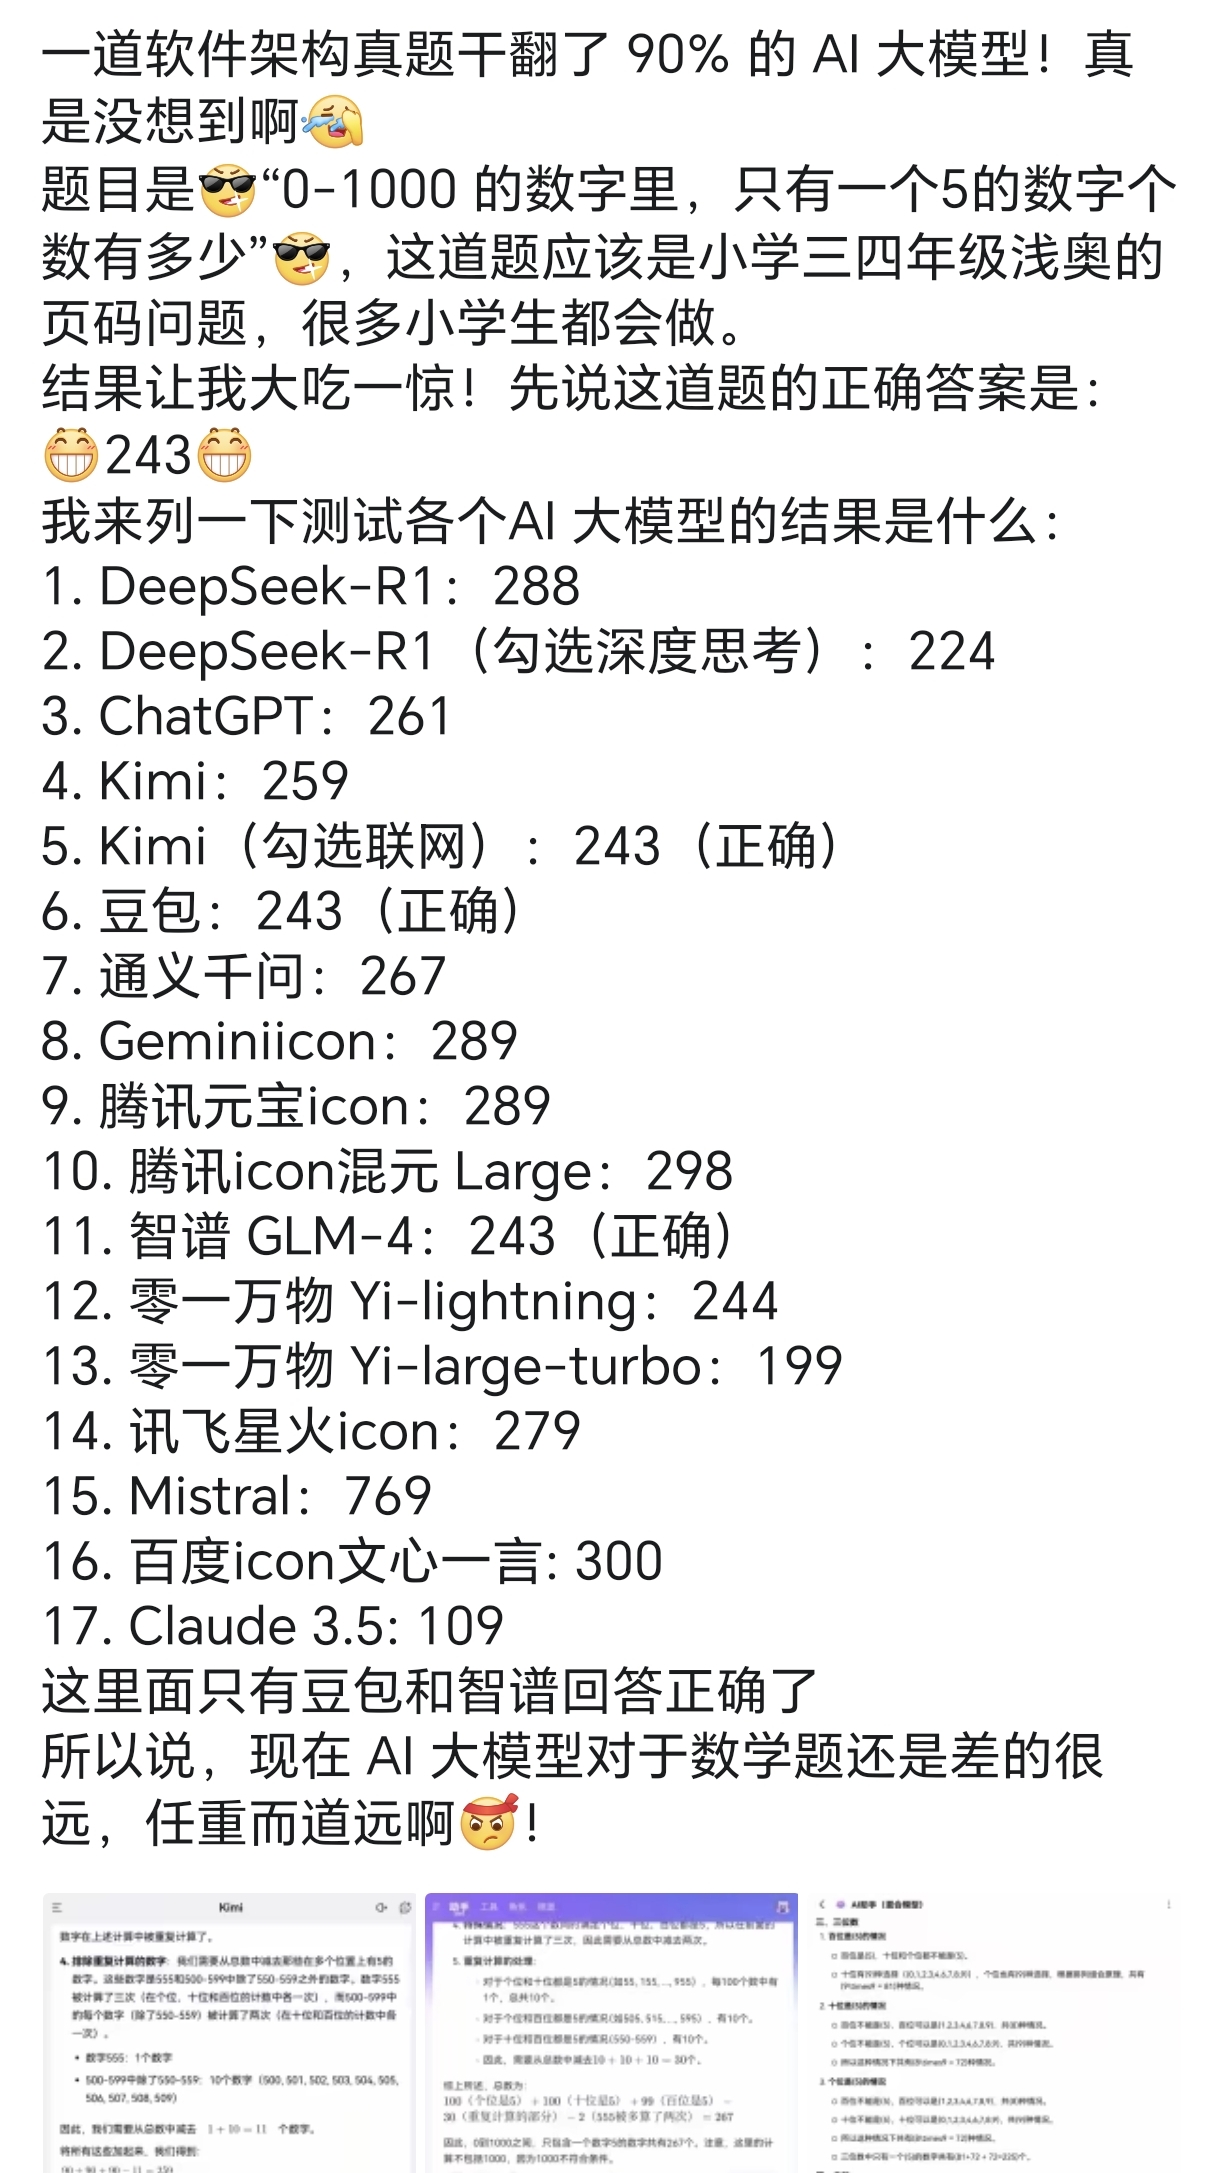 一道软件架构真题干翻了 90% 的 AI 大模型！真
是没想到啊
题目是“0-1000 的数字里，只有一个5的数字个
数有多少”，这道题应该是小学三四年级浅奥的
页码问题，很多小学生都会做。
结果让我大吃一惊！先说这道题的正确答案是：
243
我来列一下测试各个AI 大模型的结果是什么：
1. DeepSeek-R1：288
2. DeepSeek-R1（勾选深度思考）：224
3. ChatGPT：261
4. Kimi：259
5. Kimi（勾选联网）：243（正确）
6. 豆包：243（正确）
7. 通义千问：267
8. Geminiicon：289
9. 腾讯元宝icon：289
10. 腾讯icon混元 Large：298
11. 智谱 GLM-4：243（正确）
12. 零一万物 Yi-lightning：244
13. 零一万物 Yi-large-turbo：199
14. 讯飞星火icon：279
15. Mistral：769
16. 百度icon文心一言: 300
17. Claude 3.5: 109
这里面只有豆包和智谱回答正确了
所以说，现在 AI 大模型对于数学题还是差的很
远，任重而道远啊！
Kimi
数字在上述计算中被重复计算了。
4. 排除重复计算的数字：我们需要从总数中减去那些在多个位置上有5的
数字。这些数字是555和500-599中除了550-559之外的数字。数字555
被计算了三次（在个位、十位和百位的计数中各一次），而500-599中
的每个数字（除了550-559）被计算了两次（在十位和百位的计数中各
一次）。
• 数字555：1个数字
• 500-599中除了550-559：10个数字（500, 501, 502, 503, 504, 505,
506, 507, 508, 509）
因此，我们需要从总数中减去 1 + 10 = 11 个数字。
将所有这些加起来，我们得到：
助手 工具
计算中被重复计算了三次，因此需要从总数中减去两次。
5. 重复计算的处理：
对于个位和十位都是5的情况(如55, 155, ..., 955），每100个数中有
1个，总共10个。
对于个位和百位都是5的情况(如505, 515, ..., 595），有10个。
对于十位和百位都是5的情况(550-559），有10个。
因此，需要从总数中减去10 + 10 + 10 = 30个。
综上所述，总数为：
100（个位是5）+ 100（十位是5）+ 99（百位是5）−
30（重复计算的部分）− 2（555被多算了两次）= 267
因此，0到1000之间，只包含一个数字5的数字共有267个。注意，这里的计
算不包括1000，因为1000不符合条件。
三、三位数
1. 百位是(5)的情况
2. 十位是(5)的情况
3. 个位是(5)的情况